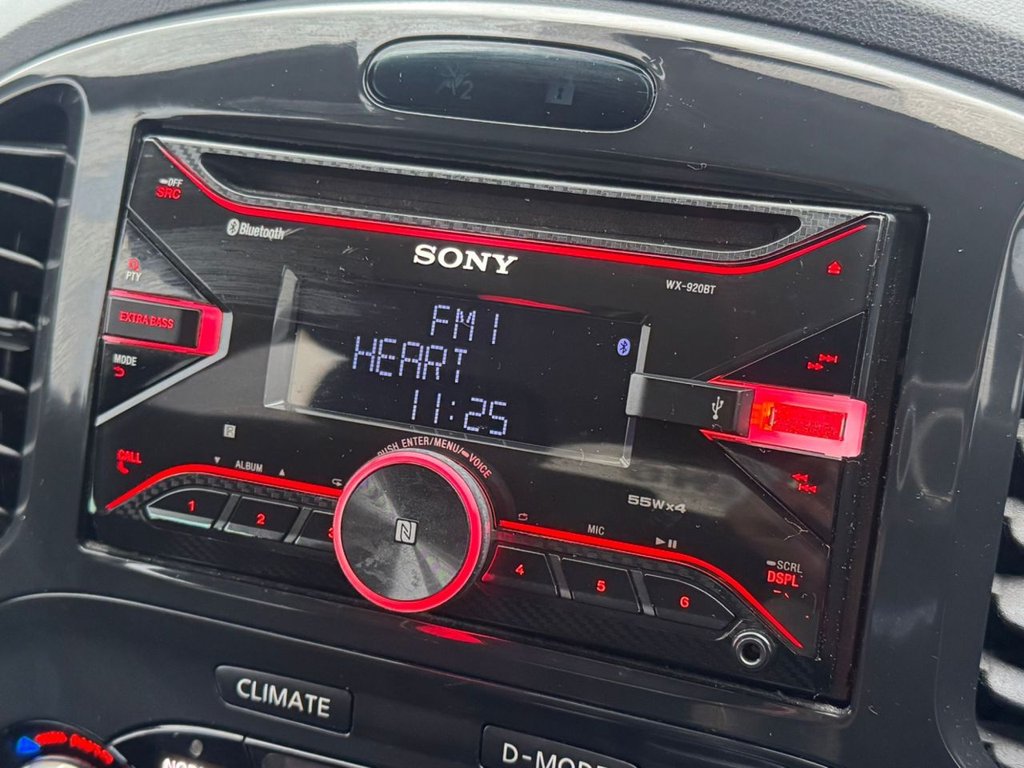 OFF
SRC
Bluetooth
SONY
WX-920BT
PTY
EXTRA BASS
MODE
FM1
HEART
11:25
PUSH ENTER/MENU/ VOICE
CALL
ALBUM
1
2
3
55Wx4
MIC
4
5
6
SCRL
DSPL
CLIMATE
D-MODE